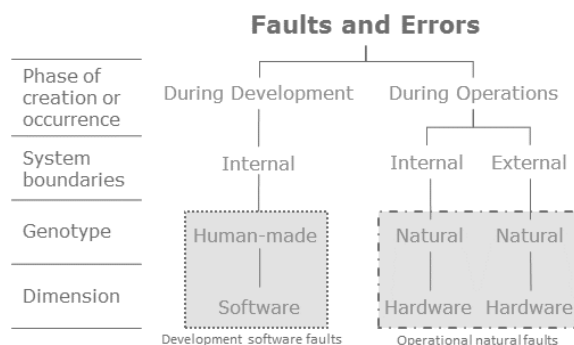 Faults and Errors
Phase of
creation or
occurrence
During Development
During Operations
System
boundaries
Internal
Internal
External
Genotype
Human-made
Natural
Natural
Dimension
Software
Hardware
Hardware
Development software faults
Operational natural faults